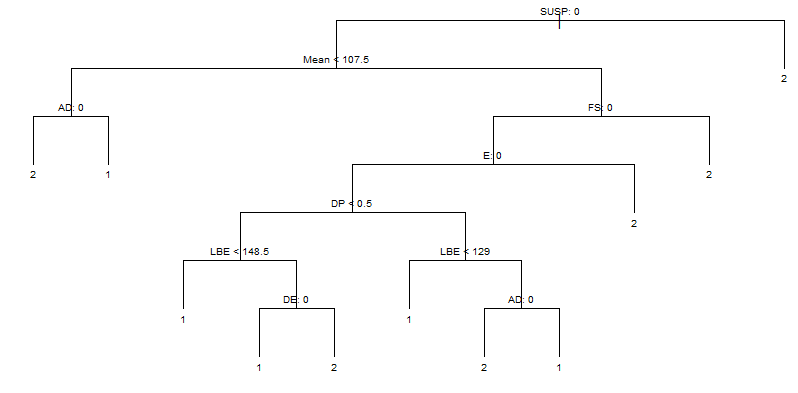 SUSP: 0
Mean < 107.5
2
AD: 0
FS: 0
2
1
E: 0
2
DP < 0.5
2
LBE < 148.5
LBE < 129
1
DE: 0
1
AD: 0
1
2
2
1